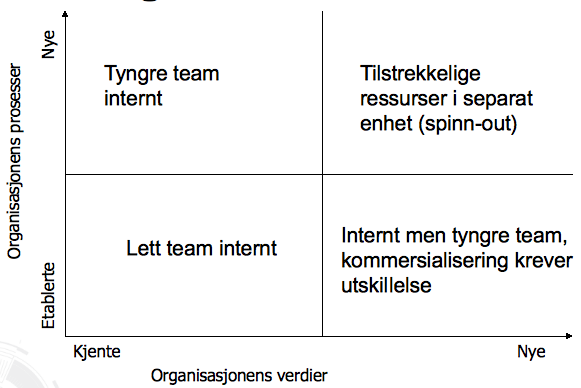 Nye
Organisasjonens prosesser
Etablerte
Tyngre team
internt
Tilstrekkelige
ressurser i separat
enhet (spinn-out)
Lett team internt
Internt men tyngre team,
kommersialisering krever
utskillelse
Kjente
Nye
Organisasjonens verdier